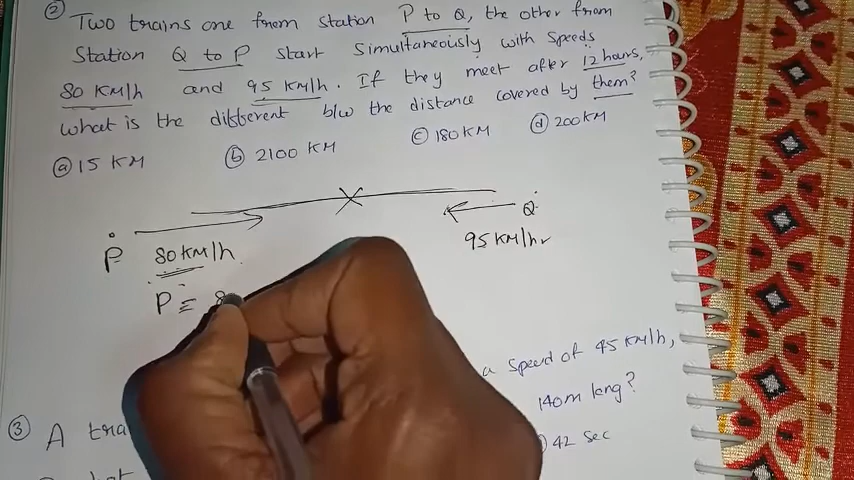 ② Two trains one from Station P to Q, the other from
Station Q to P start simultaneously with speeds
80 KM/h and 95 KM/h. If they meet after 12 hours,
what is the different b/w the distance covered by them?
ⓐ 15 KM ⓑ 2100 KM ⓒ 180 KM ⓓ 200 KM
P 80 KM/h Q 95 KM/hr
P = 8
a speed of 45 KM/h,
③ A 140m long?
42 sec